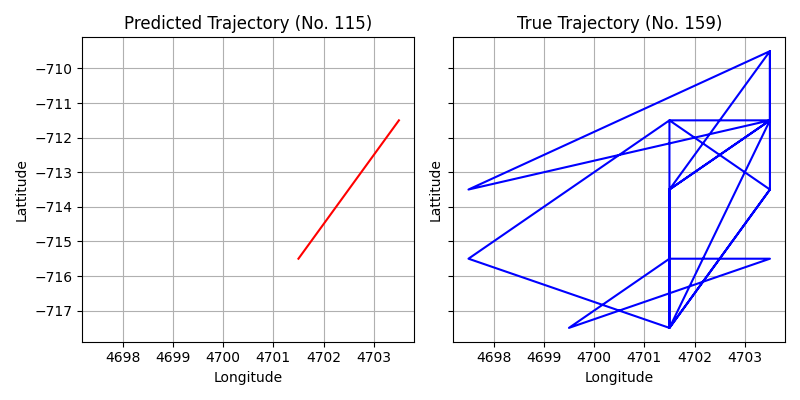 Predicted Trajectory (No. 115)
−710
−711
−712
−713
−714
−715
−716
−717
Lattitude
4698 4699 4700 4701 4702 4703
Longitude
True Trajectory (No. 159)
Lattitude
4698 4699 4700 4701 4702 4703
Longitude